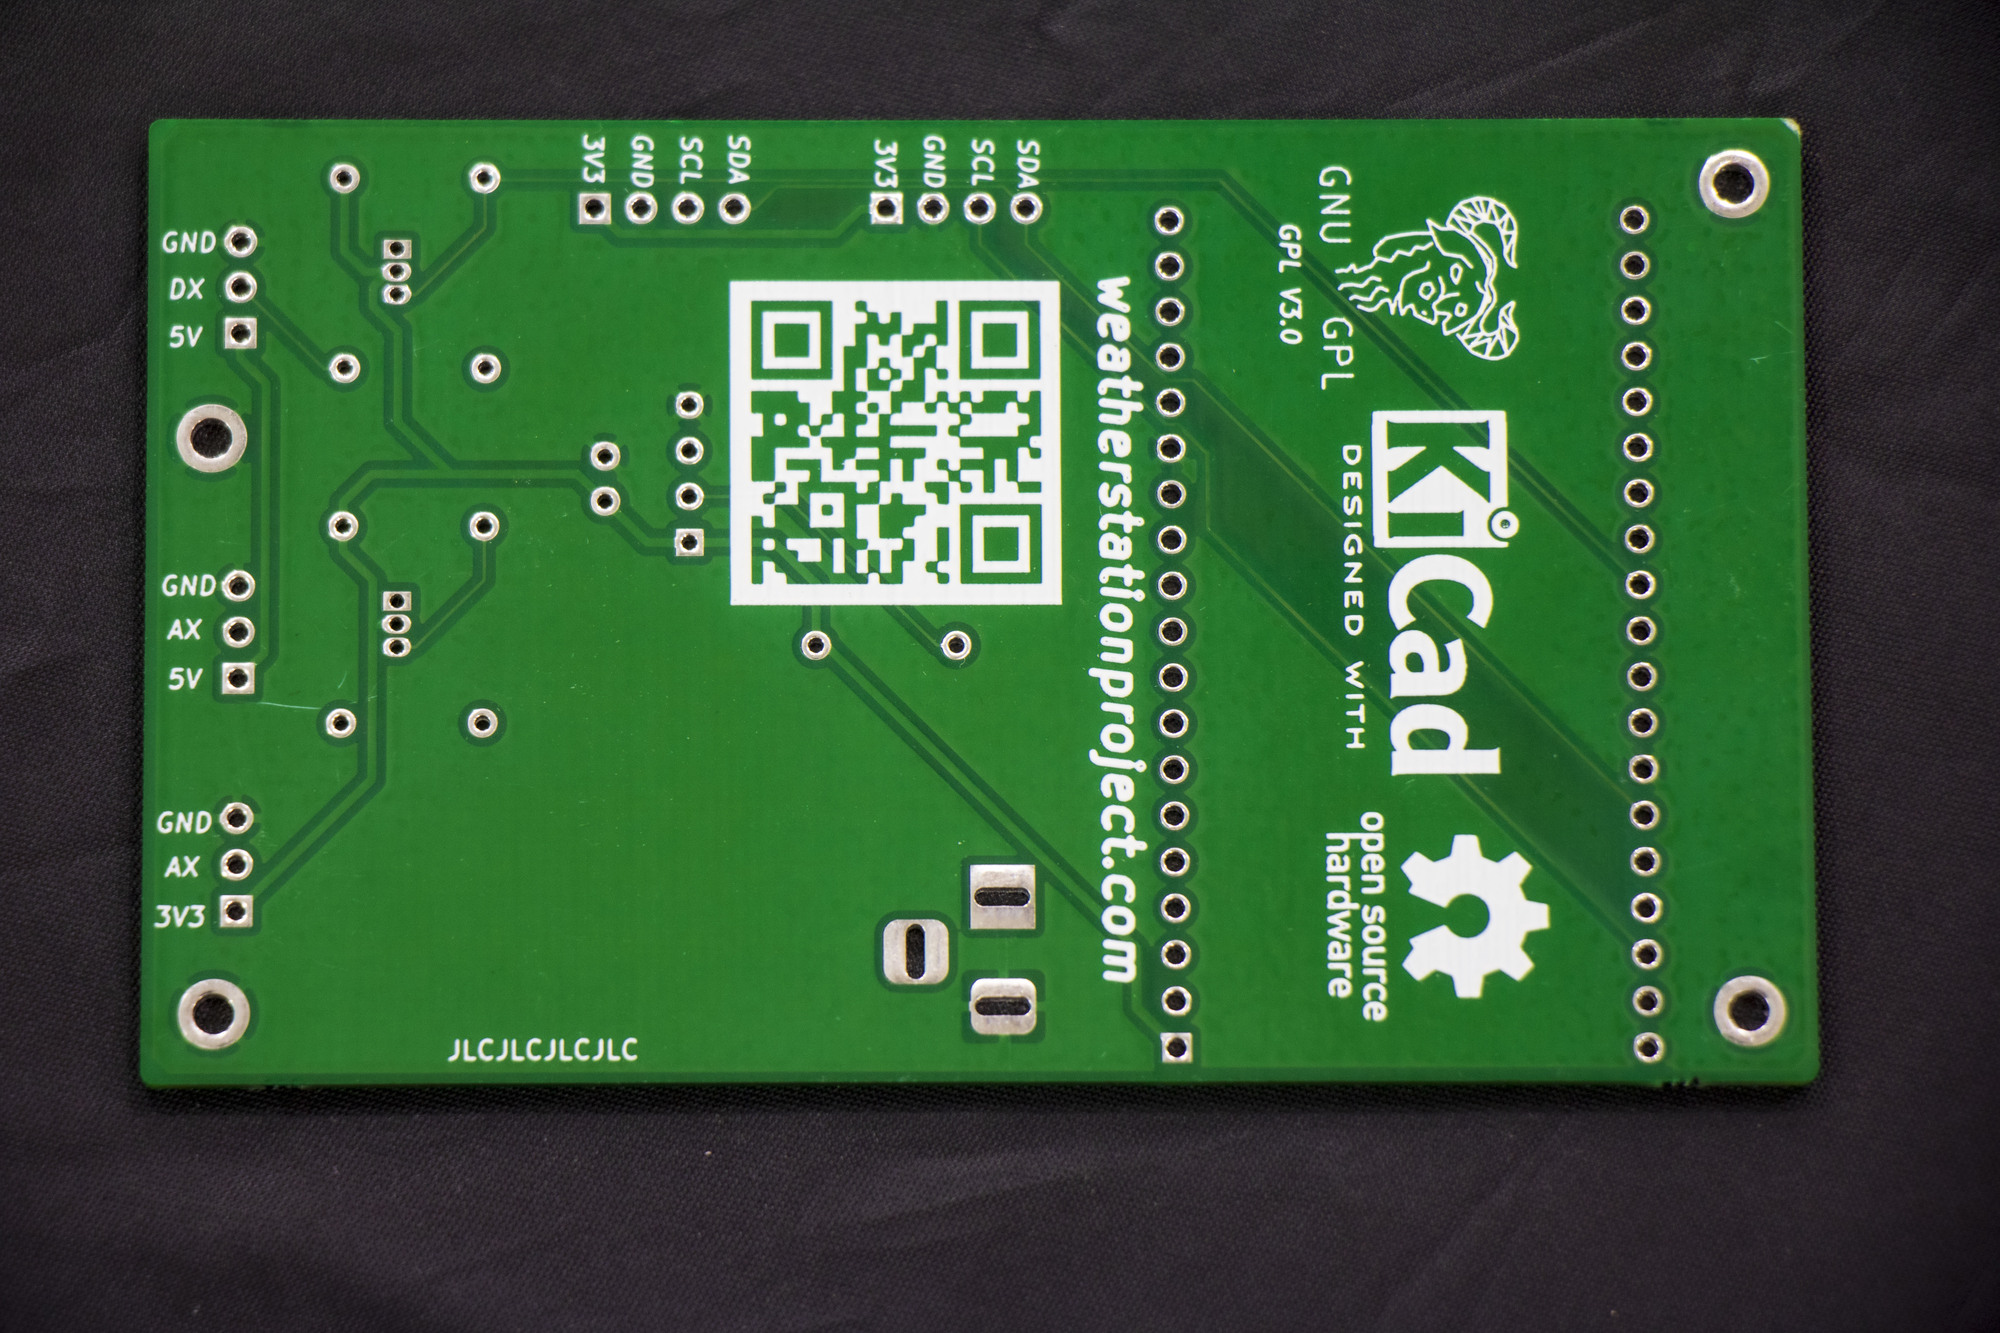 3V3
GND
SCL
SDA
3V3
GND
SCL
SDA
GND
DX
5V
GND
AX
5V
GND
AX
3V3
JLCJLCJLCJLC
weatherstationproject.com
GNU GPL
GPL V3.0
KiCad
DESIGNED WITH
open source
hardware